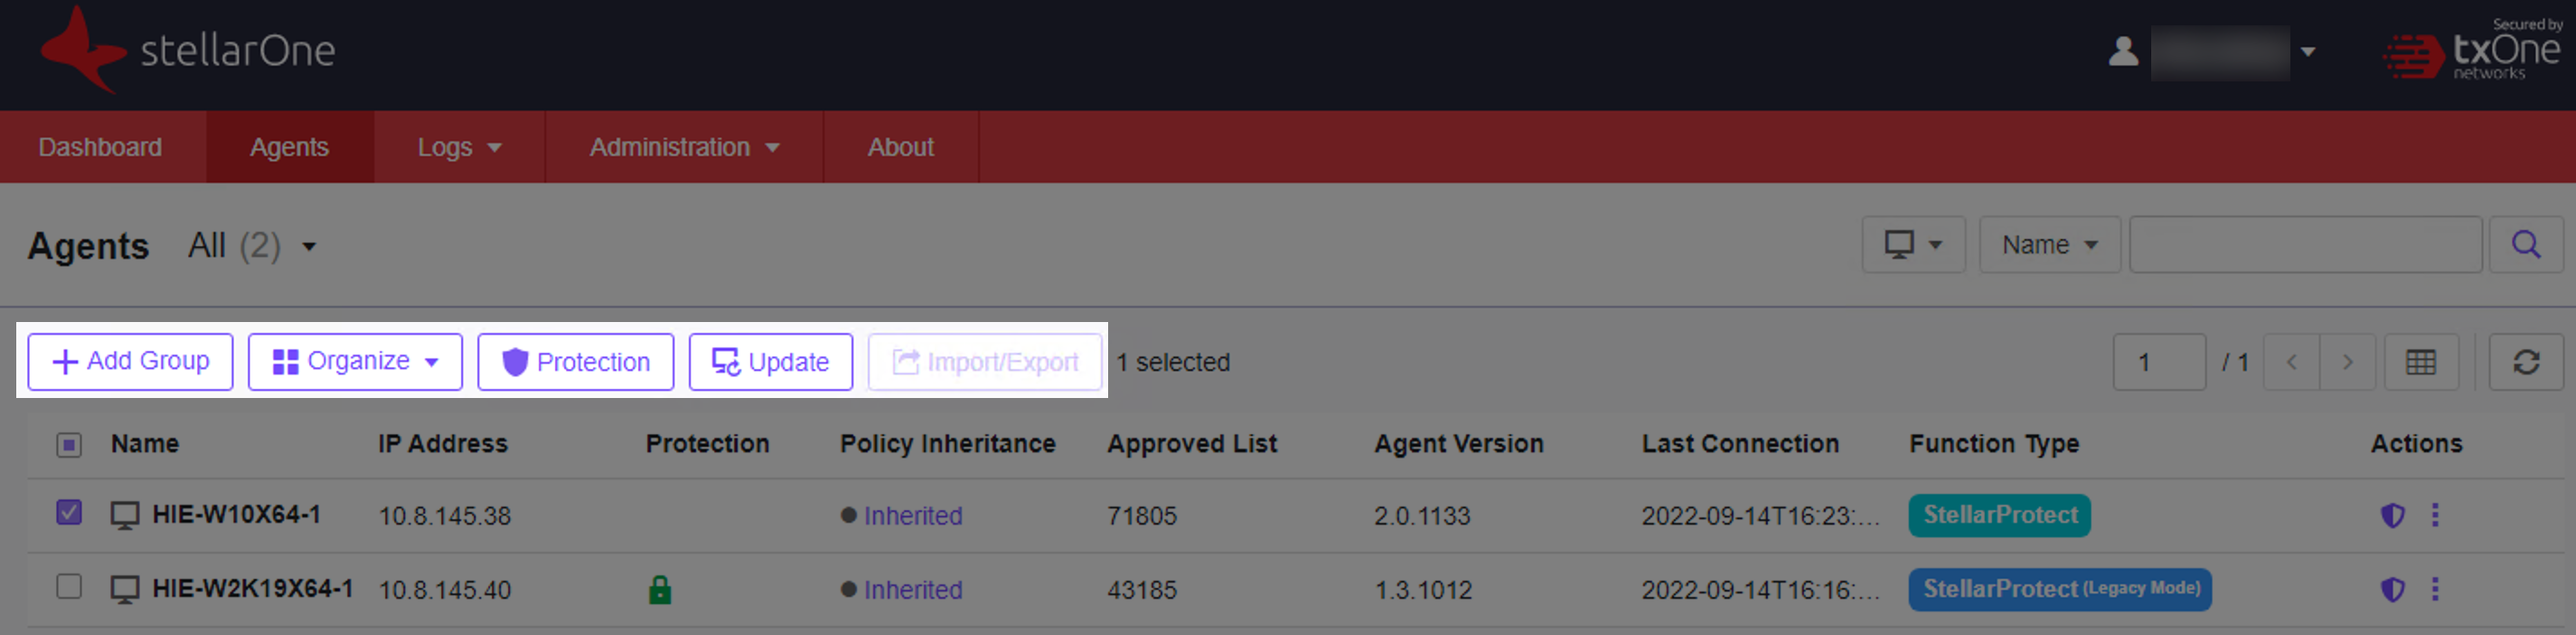 stellarOne
Secured by
txOne
networks
Dashboard Agents Logs Administration About
Agents All (2) Name
Add Group Organize Protection Update Import/Export 1 selected 1 / 1
Name IP Address Protection Policy Inheritance Approved List Agent Version Last Connection Function Type Actions
HIE-W10X64-1 10.8.145.38 Inherited 71805 2.0.1133 2022-09-14T16:23:... StellarProtect
HIE-W2K19X64-1 10.8.145.40 Inherited 43185 1.3.1012 2022-09-14T16:16:... StellarProtect (Legacy Mode)